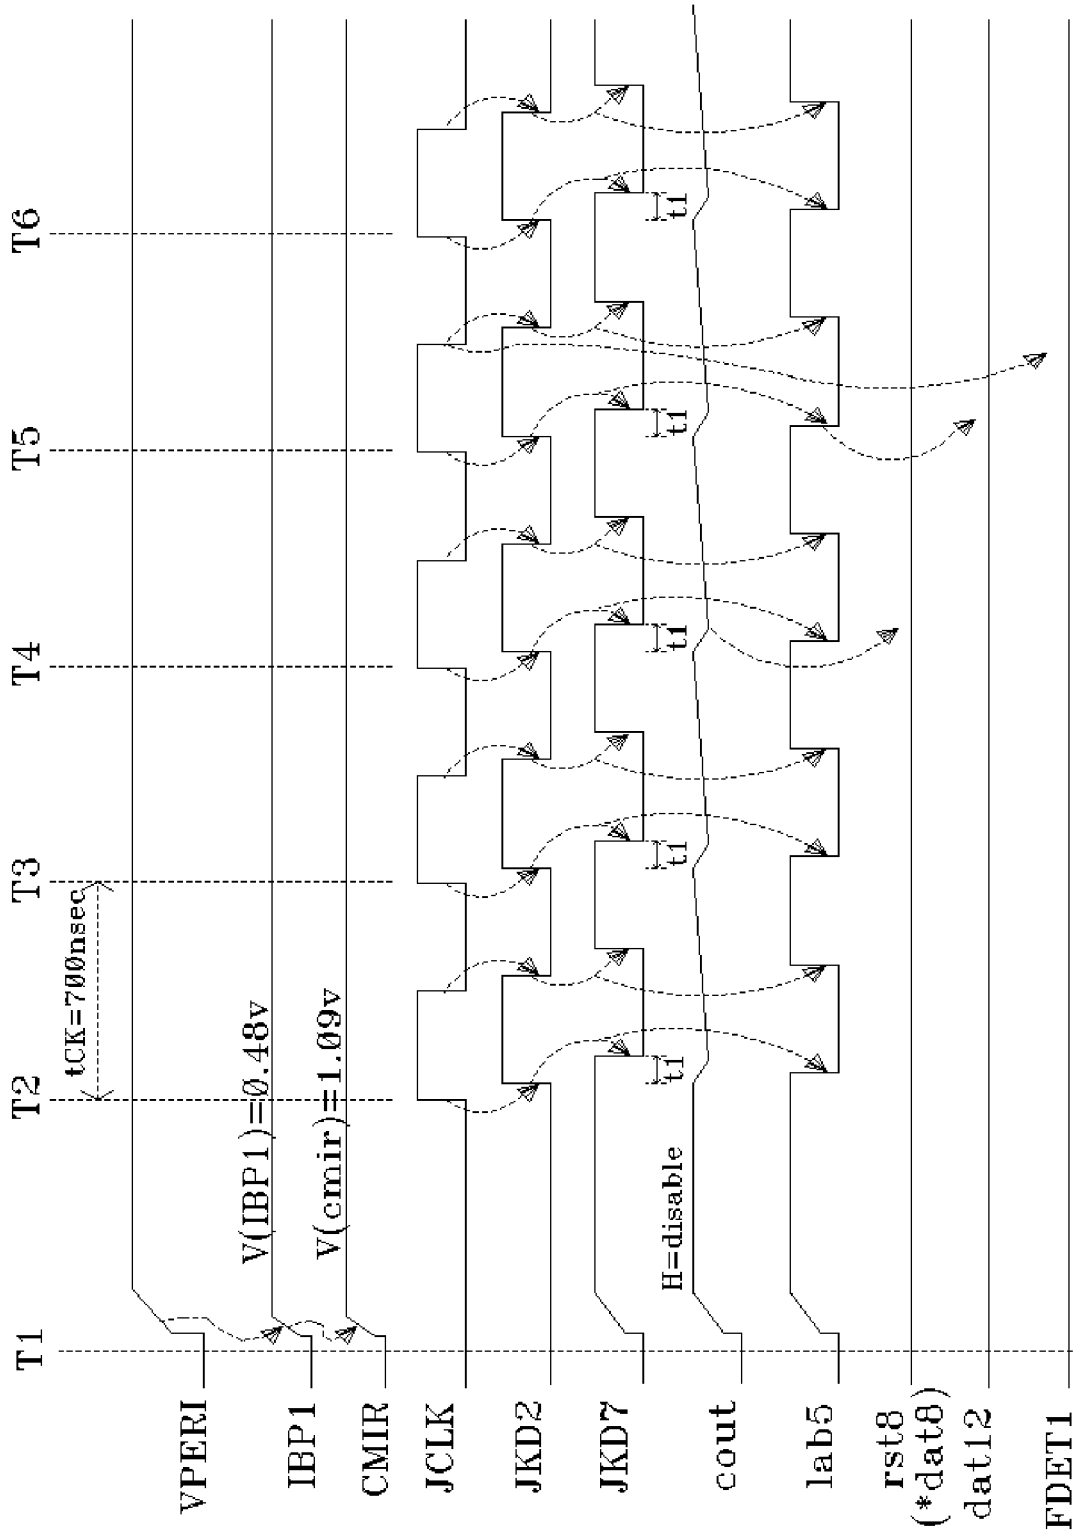 T1
T2
T3
T4
T5
T6
tCK=700nsec
VPERI
V(IBP1)=0.48v
IBP1
V(cmir)=1.09v
CMIR
JCLK
JKD2
JKD7
t1
t1
t1
t1
t1
H=disable
cout
lab5
rst8
(*dat8)
dat12
FDET1